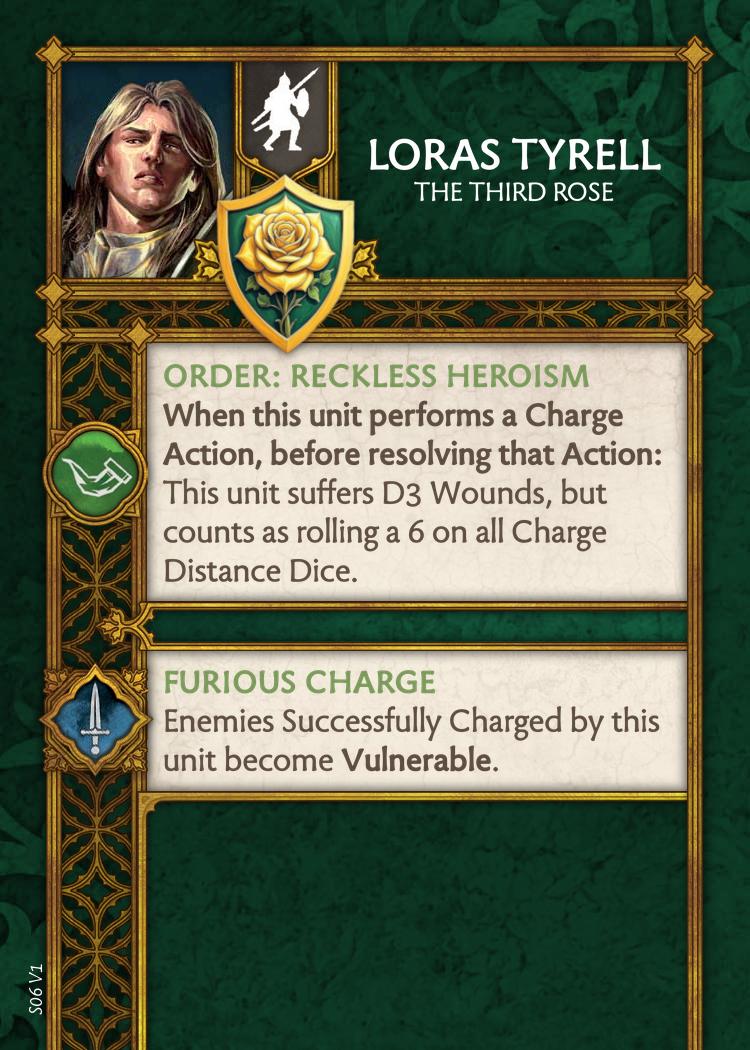 LORAS TYRELL
THE THIRD ROSE
ORDER: RECKLESS HEROISM
When this unit performs a Charge
Action, before resolving that Action:
This unit suffers D3 Wounds, but
counts as rolling a 6 on all Charge
Distance Dice.
FURIOUS CHARGE
Enemies Successfully Charged by this
unit become Vulnerable.
S06 V1